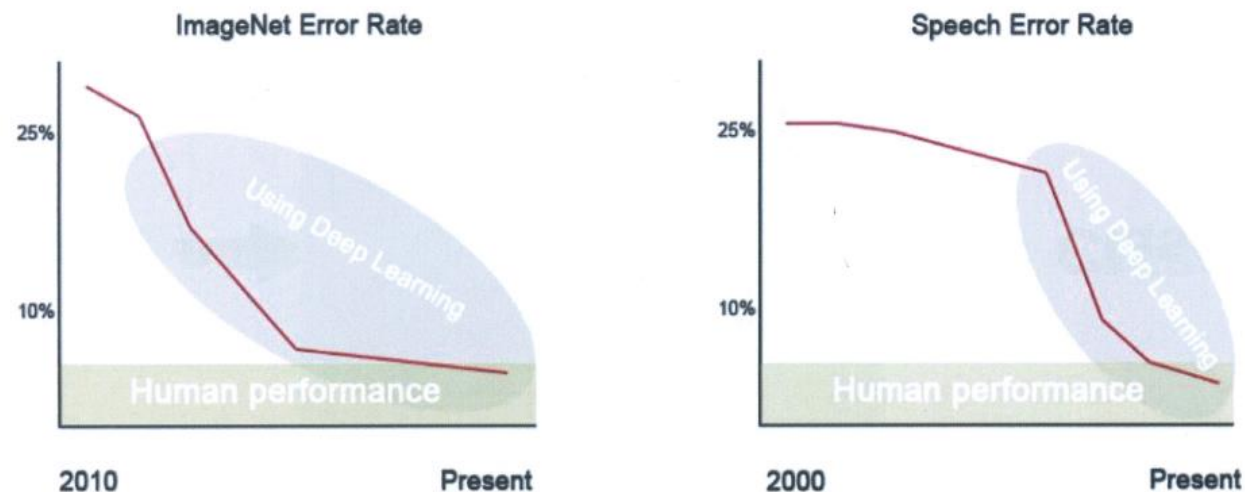 ImageNet Error Rate
25%
Using Deep Learning
10%
Human performance
2010 Present
Speech Error Rate
25%
Using Deep Learning
10%
Human performance
2000 Present